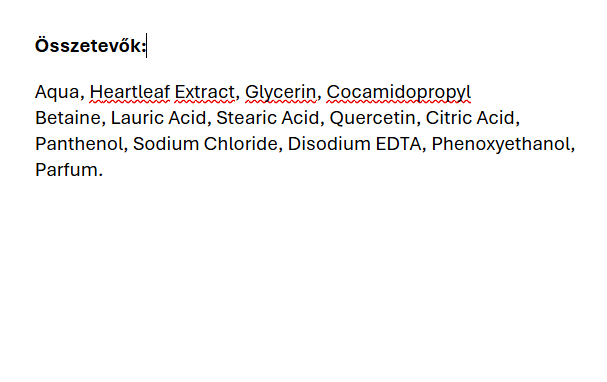 Összetevők:
Aqua, Heartleaf Extract, Glycerin, Cocamidopropyl
Betaine, Lauric Acid, Stearic Acid, Quercetin, Citric Acid,
Panthenol, Sodium Chloride, Disodium EDTA, Phenoxyethanol,
Parfum.